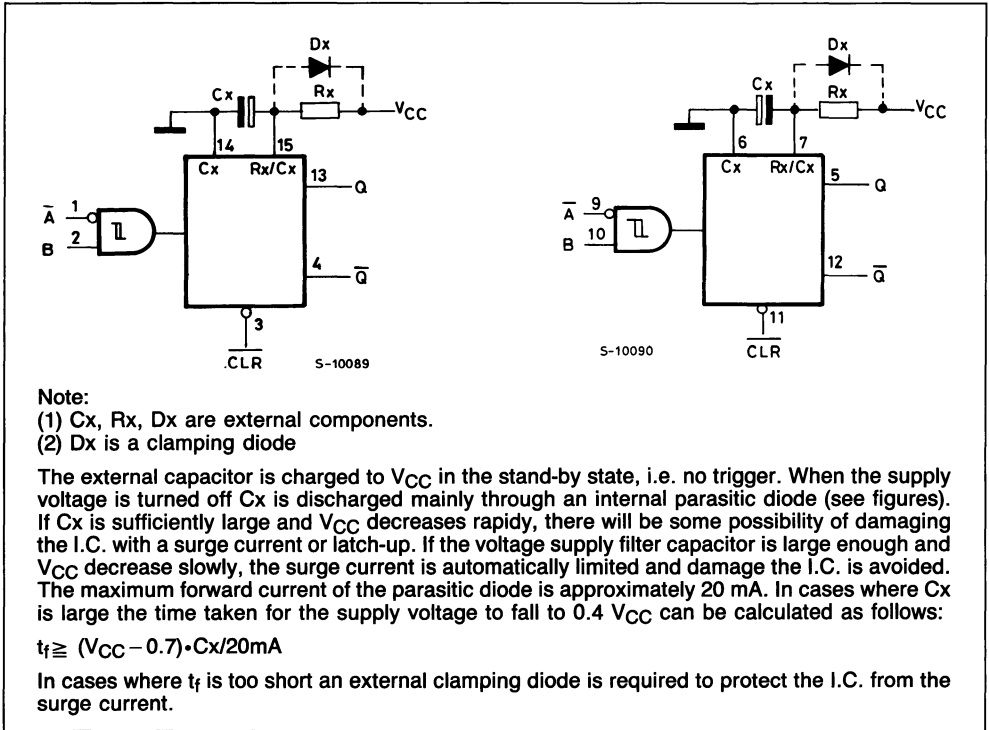 Dx
Cx
Rx
VCC
14
15
Cx
Rx/Cx
13
Q
A̅
1
B
2
4
Q̅
3
.C̅L̅R̅
S-10089
Dx
Cx
Rx
VCC
6
7
Cx
Rx/Cx
5
Q
A̅
9
B
10
12
Q̅
11
C̅L̅R̅
S-10090
Note:
(1) Cx, Rx, Dx are external components.
(2) Dx is a clamping diode
The external capacitor is charged to VCC in the stand-by state, i.e. no trigger. When the supply
voltage is turned off Cx is discharged mainly through an internal parasitic diode (see figures).
If Cx is sufficiently large and VCC decreases rapidy, there will be some possibility of damaging
the I.C. with a surge current or latch-up. If the voltage supply filter capacitor is large enough and
VCC decrease slowly, the surge current is automatically limited and damage the I.C. is avoided.
The maximum forward current of the parasitic diode is approximately 20 mA. In cases where Cx
is large the time taken for the supply voltage to fall to 0.4 VCC can be calculated as follows:
tf≧ (VCC−0.7)•Cx/20mA
In cases where tf is too short an external clamping diode is required to protect the I.C. from the
surge current.